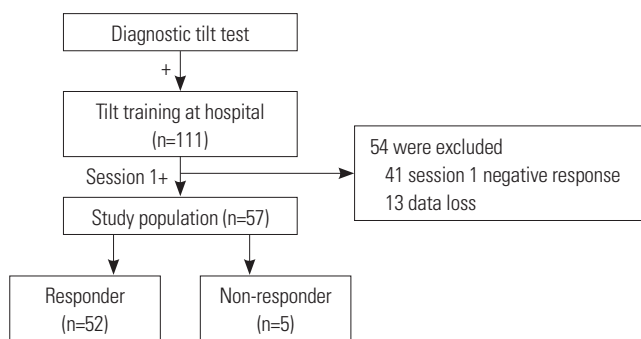 Diagnostic tilt test
+
Tilt training at hospital
(n=111)
54 were excluded
41 session 1 negative response
13 data loss
Session 1+
Study population (n=57)
Responder
(n=52)
Non-responder
(n=5)